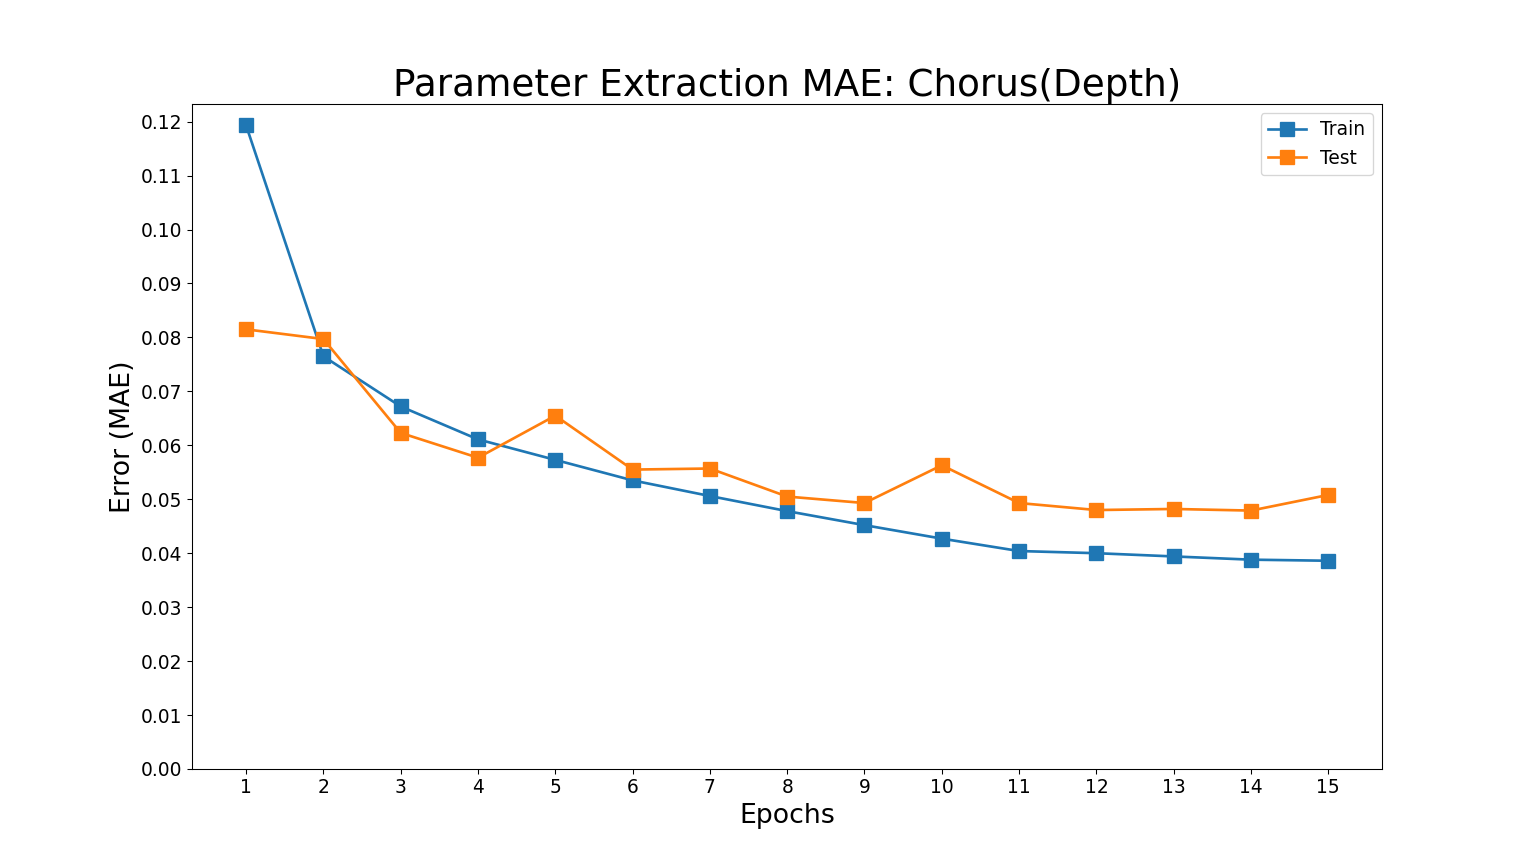 Parameter Extraction MAE: Chorus(Depth)
Train
Test
Error (MAE)
0.12
0.11
0.10
0.09
0.08
0.07
0.06
0.05
0.04
0.03
0.02
0.01
0.00
1 2 3 4 5 6 7 8 9 10 11 12 13 14 15
Epochs